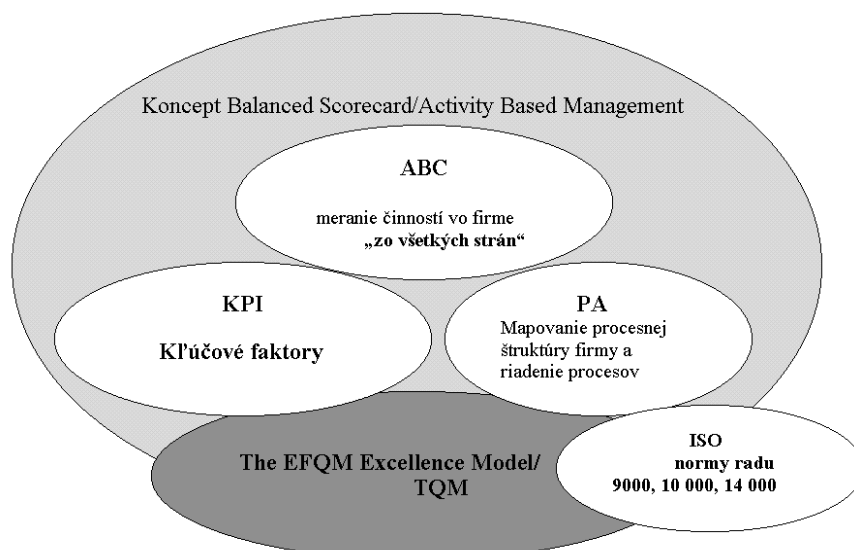 Koncept Balanced Scorecard/Activity Based Management
ABC
meranie činností vo firme
„zo všetkých strán“
KPI
Kľúčové faktory
PA
Mapovanie procesnej
štruktúry firmy a
riadenie procesov
The EFQM Excellence Model/
TQM
ISO
normy radu
9000, 10 000, 14 000